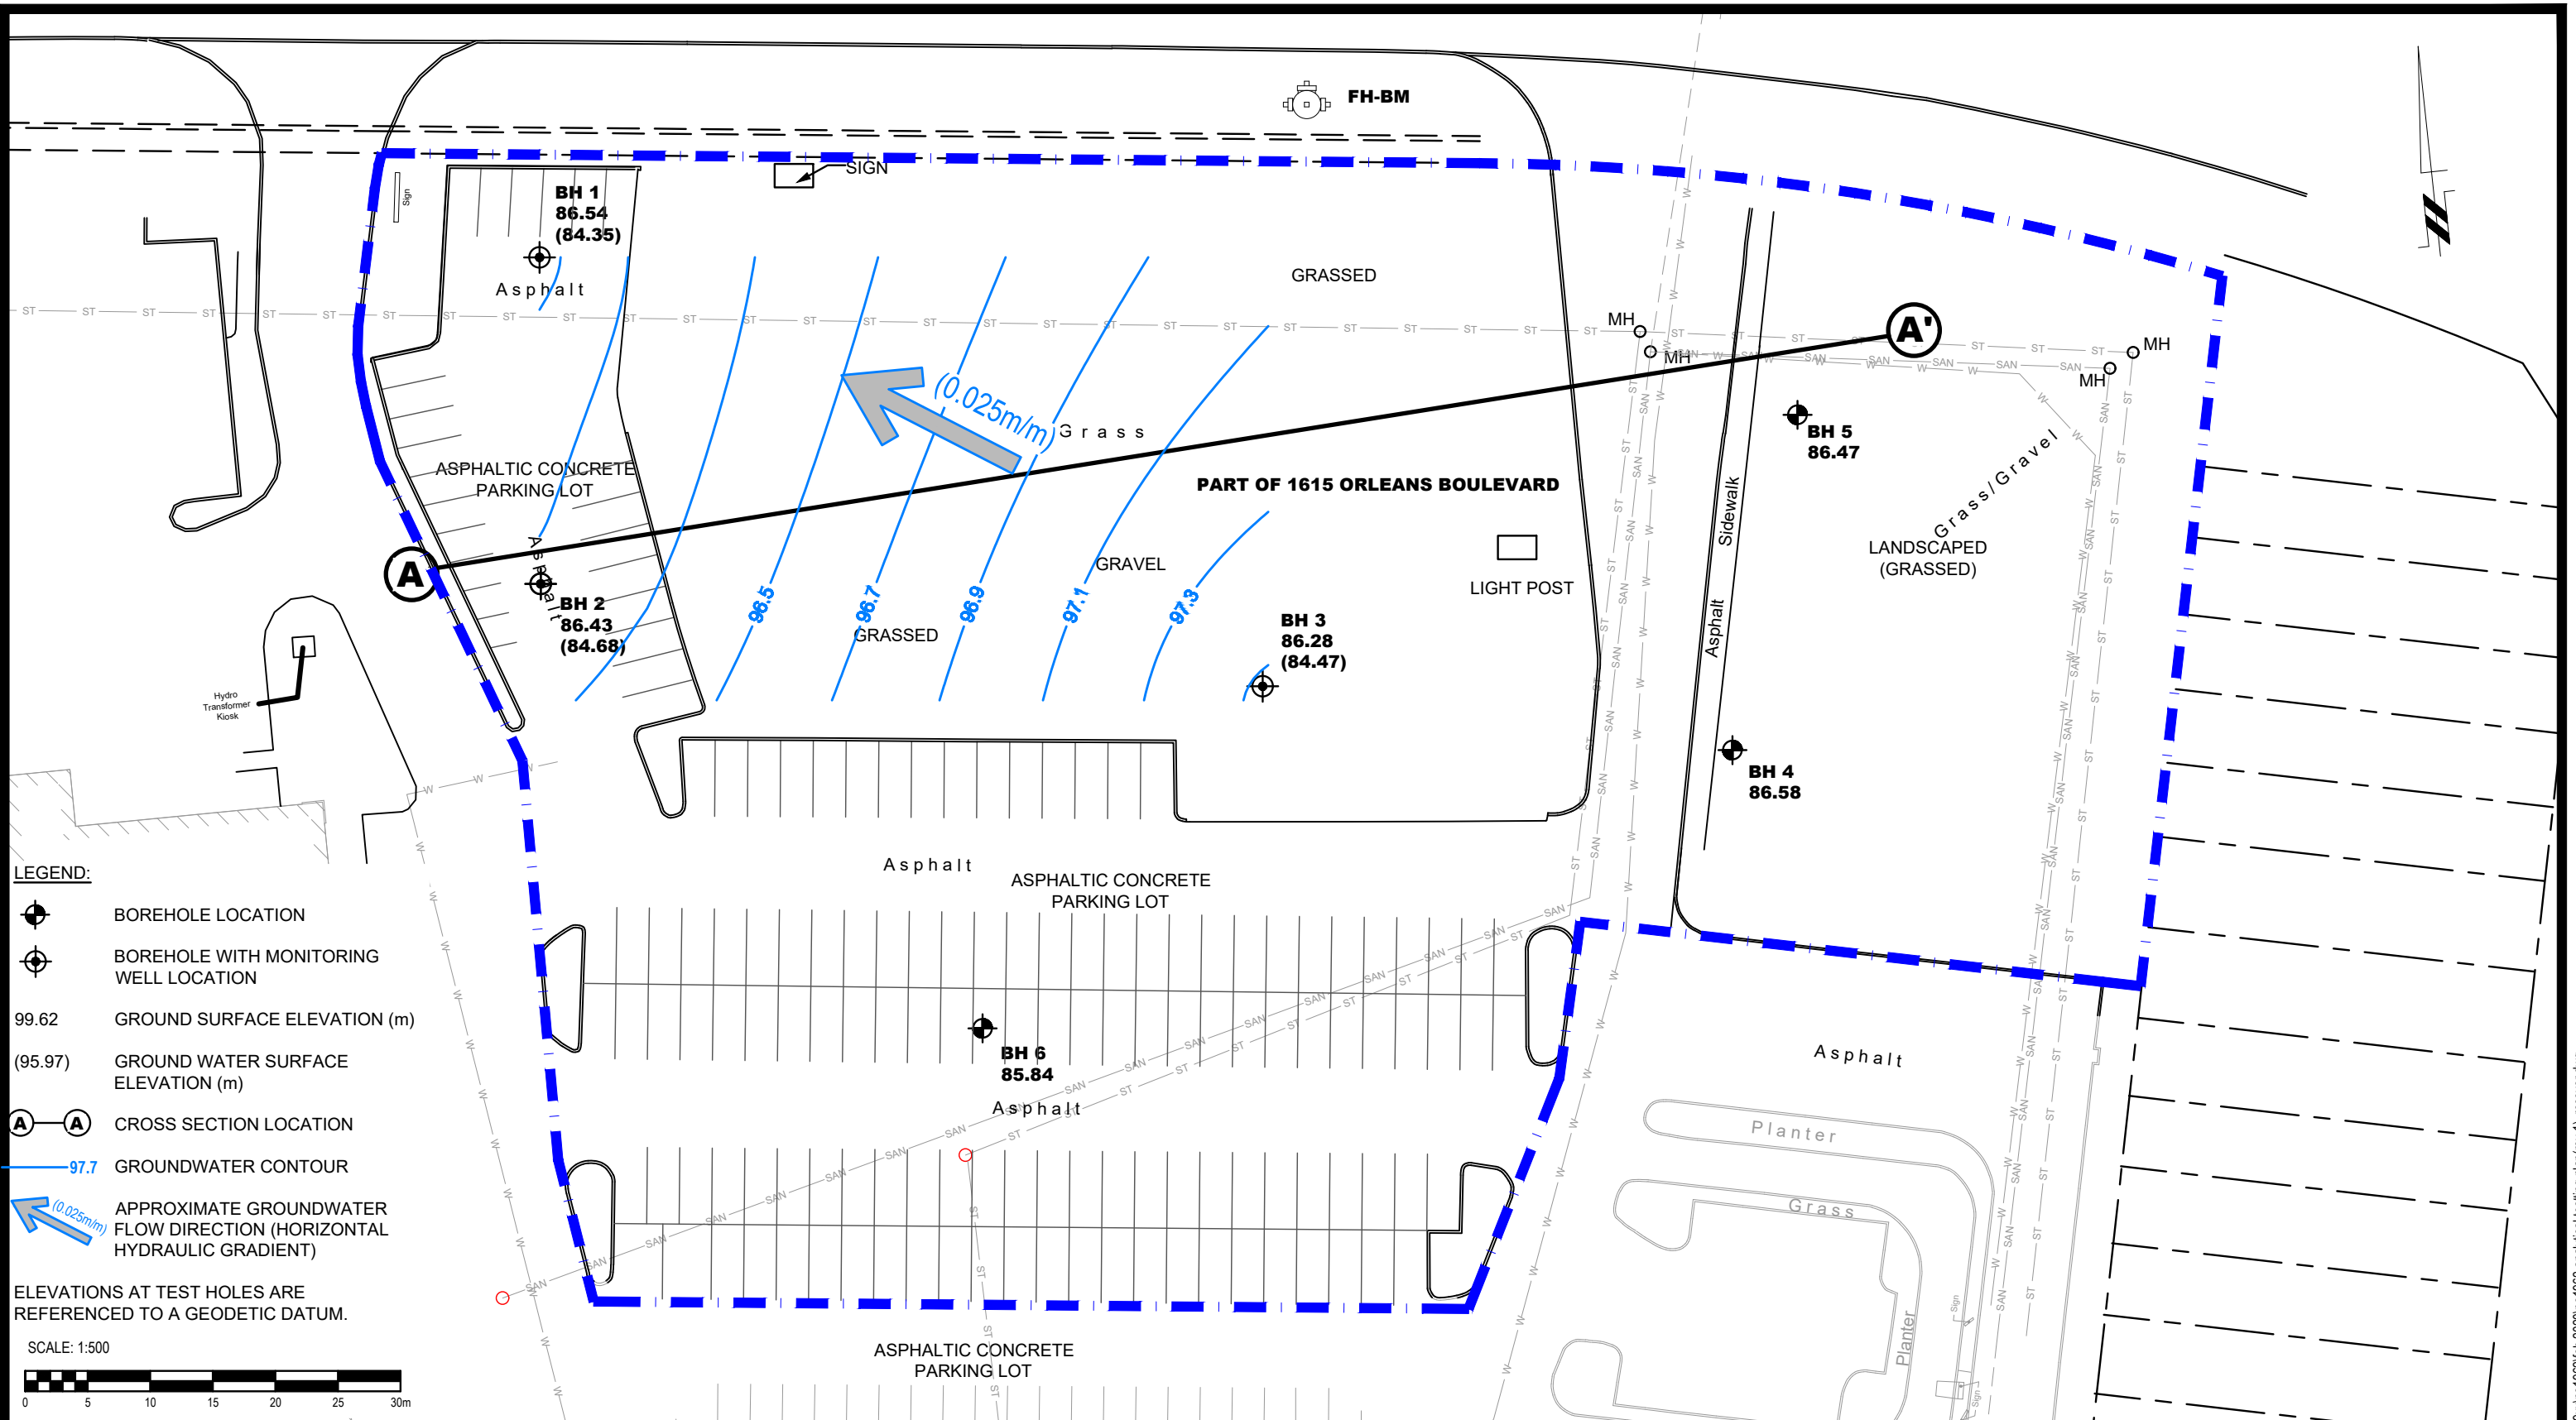 FH-BM
SIGN
Sign
BH 1
86.54
(84.35)
Asphalt
GRASSED
MH
MH
A'
MH
MH
(0.025m/m)
Grass
BH 5
86.47
ASPHALTIC CONCRETE
PARKING LOT
PART OF 1615 ORLEANS BOULEVARD
Asphalt Sidewalk
Grass/Gravel
LANDSCAPED
(GRASSED)
A
Asphalt
GRAVEL
LIGHT POST
BH 2
86.43
(84.68)
96.5
96.7
96.9
97.1
97.3
GRASSED
BH 3
86.28
(84.47)
Hydro
Transformer
Kiosk
BH 4
86.58
Asphalt
ASPHALTIC CONCRETE
PARKING LOT
BH 6
85.84
Asphalt
Asphalt
Planter
Grass
Planter
Sign
Sign
ASPHALTIC CONCRETE
PARKING LOT
ST
SAN
W
LEGEND:
BOREHOLE LOCATION
BOREHOLE WITH MONITORING
WELL LOCATION
99.62 GROUND SURFACE ELEVATION (m)
(95.97) GROUND WATER SURFACE
ELEVATION (m)
A A CROSS SECTION LOCATION
97.7 GROUNDWATER CONTOUR
(0.025m/m) APPROXIMATE GROUNDWATER
FLOW DIRECTION (HORIZONTAL
HYDRAULIC GRADIENT)
ELEVATIONS AT TEST HOLES ARE
REFERENCED TO A GEODETIC DATUM.
SCALE: 1:500
0 5 10 15 20 25 30m